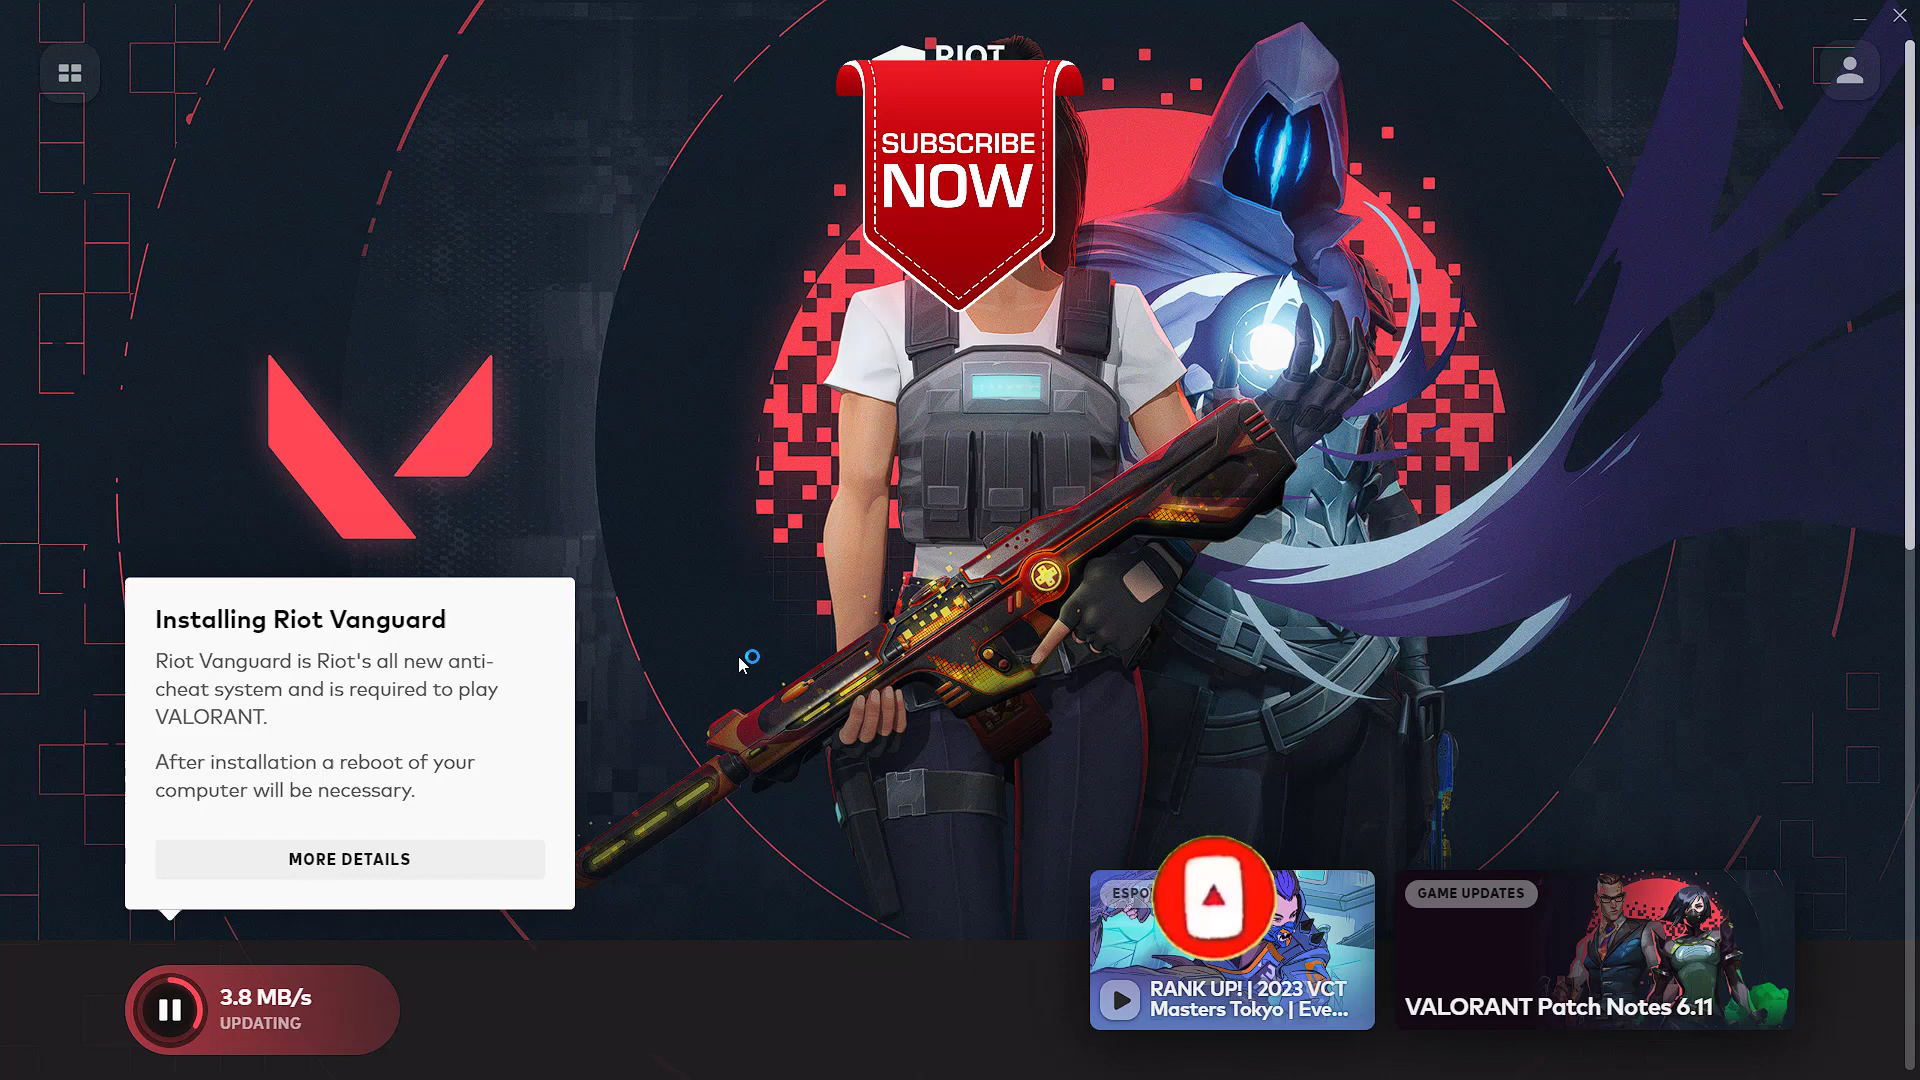 RIOT
SUBSCRIBE
NOW
Installing Riot Vanguard
Riot Vanguard is Riot's all new anti-
cheat system and is required to play
VALORANT.
After installation a reboot of your
computer will be necessary.
MORE DETAILS
3.8 MB/s
UPDATING
ESPO
RANK UP! | 2023 VCT
Masters Tokyo | Eve...
GAME UPDATES
VALORANT Patch Notes 6.11